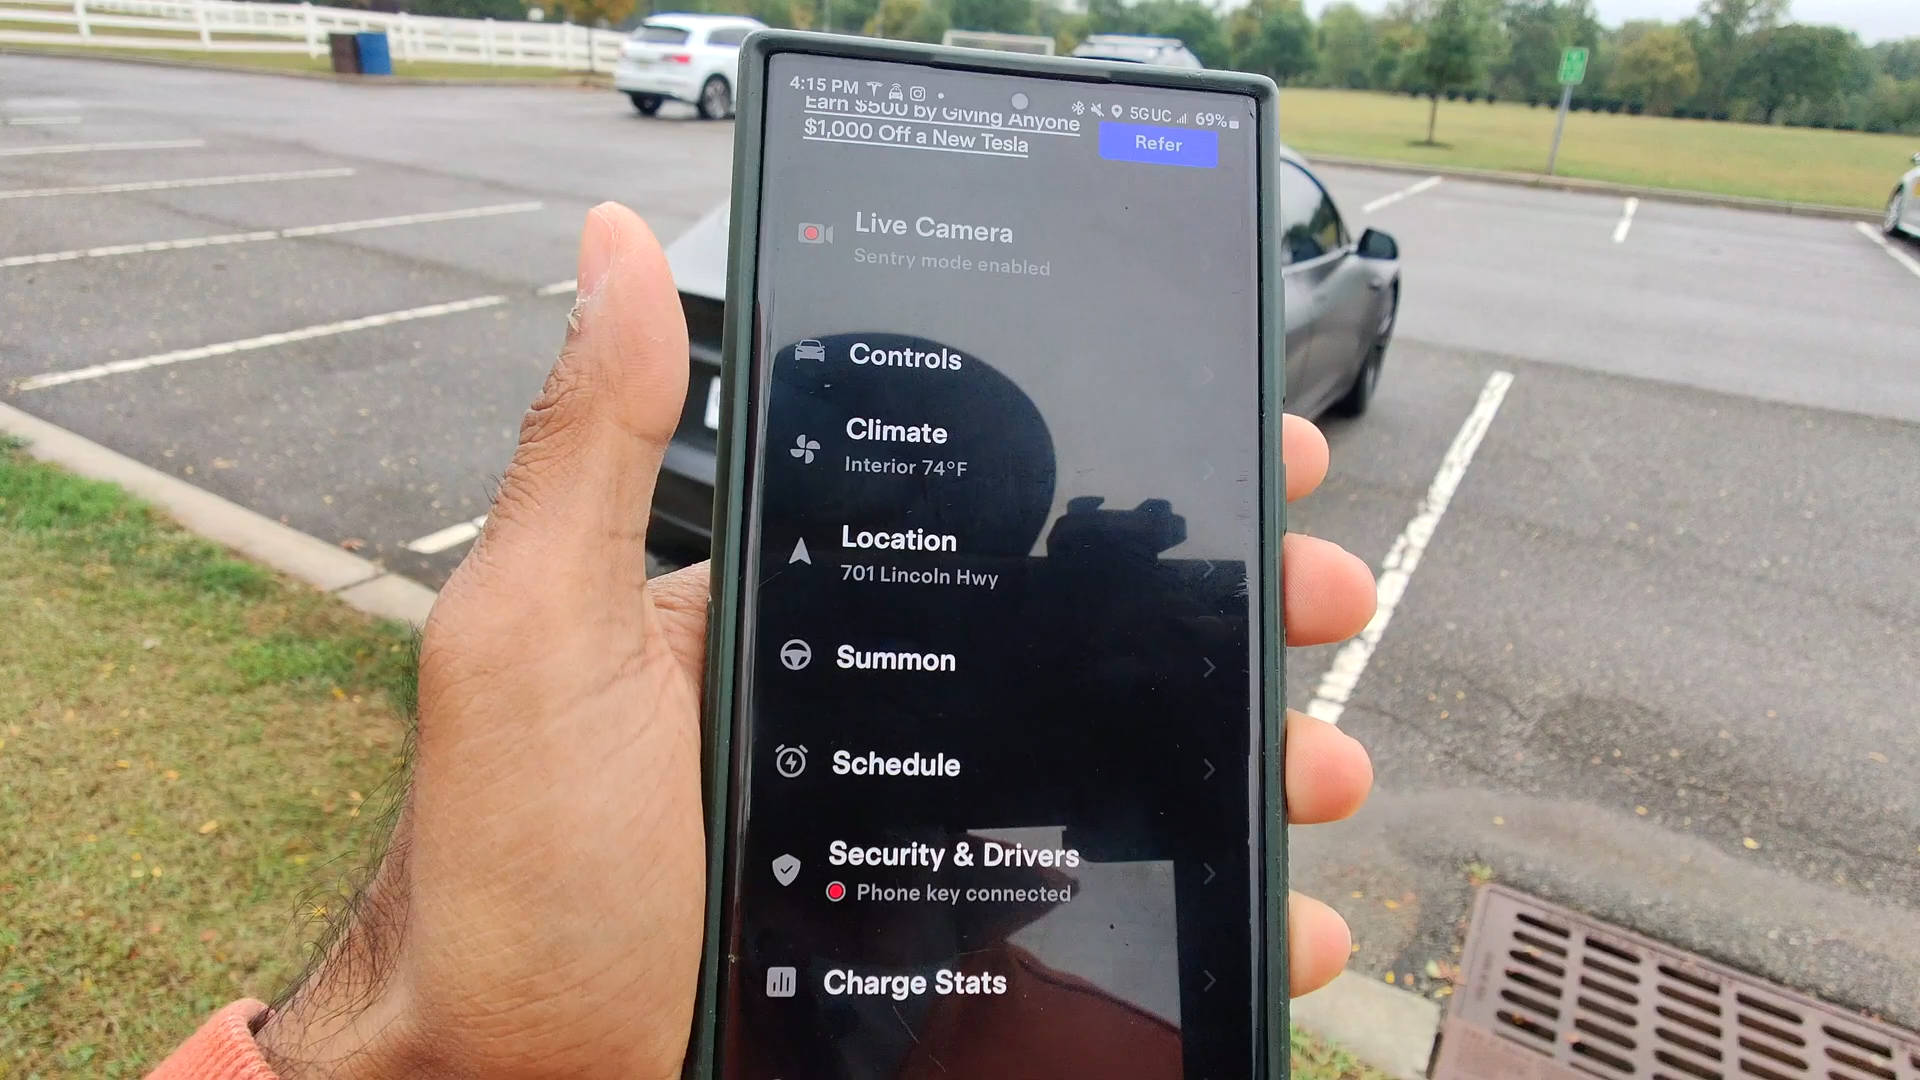 4:15 PM
5G UC 69%
Earn $500 by Giving Anyone
$1,000 Off a New Tesla
Refer
Live Camera
Sentry mode enabled
Controls
Climate
Interior 74°F
Location
701 Lincoln Hwy
Summon
Schedule
Security & Drivers
Phone key connected
Charge Stats